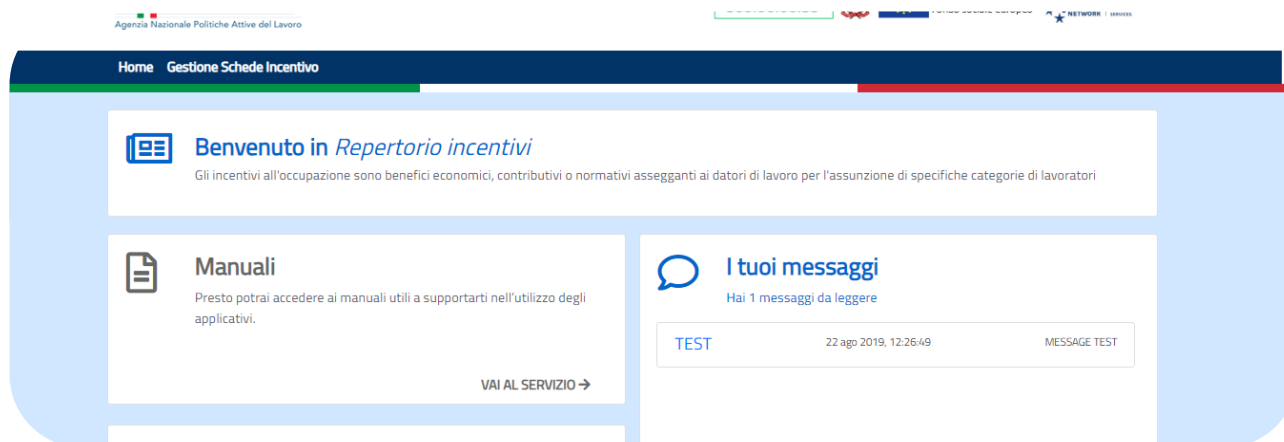 Agenzia Nazionale Politiche Attive del Lavoro
NETWORK | SERVICES
Home Gestione Schede Incentivo
Benvenuto in Repertorio incentivi
Gli incentivi all'occupazione sono benefici economici, contributivi o normativi assegganti ai datori di lavoro per l'assunzione di specifiche categorie di lavoratori
Manuali
Presto potrai accedere ai manuali utili a supportarti nell'utilizzo degli
applicativi.
VAI AL SERVIZIO →
I tuoi messaggi
Hai 1 messaggi da leggere
TEST 22 ago 2019, 12:26:49 MESSAGE TEST